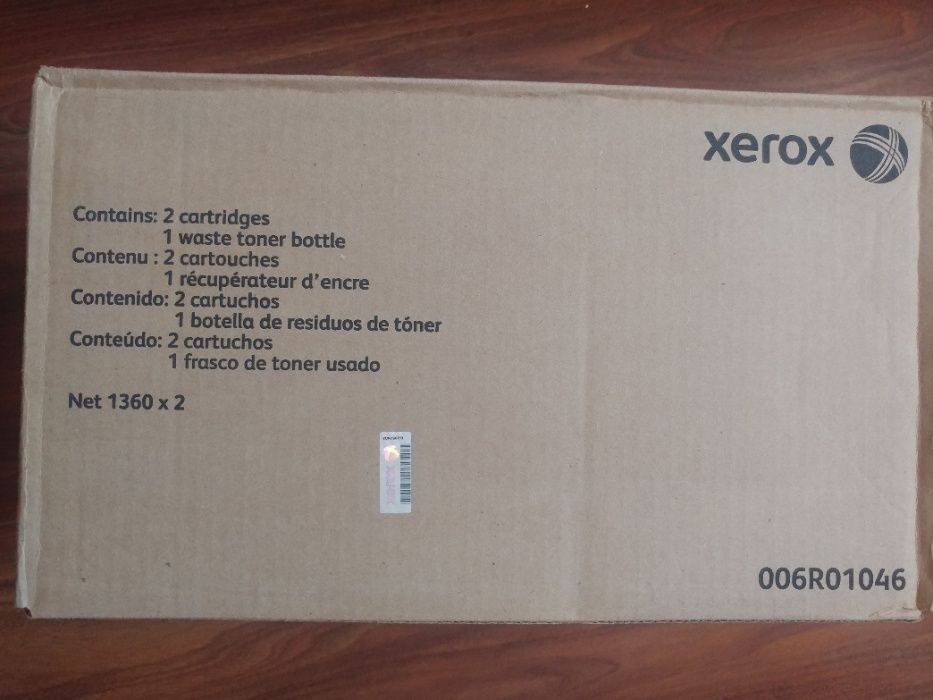 xerox
Contains: 2 cartridges
1 waste toner bottle
Contenu : 2 cartouches
1 récupérateur d'encre
Contenido: 2 cartuchos
1 botella de residuos de tóner
Conteúdo: 2 cartuchos
1 frasco de toner usado
Net 1360 x 2
006R01046